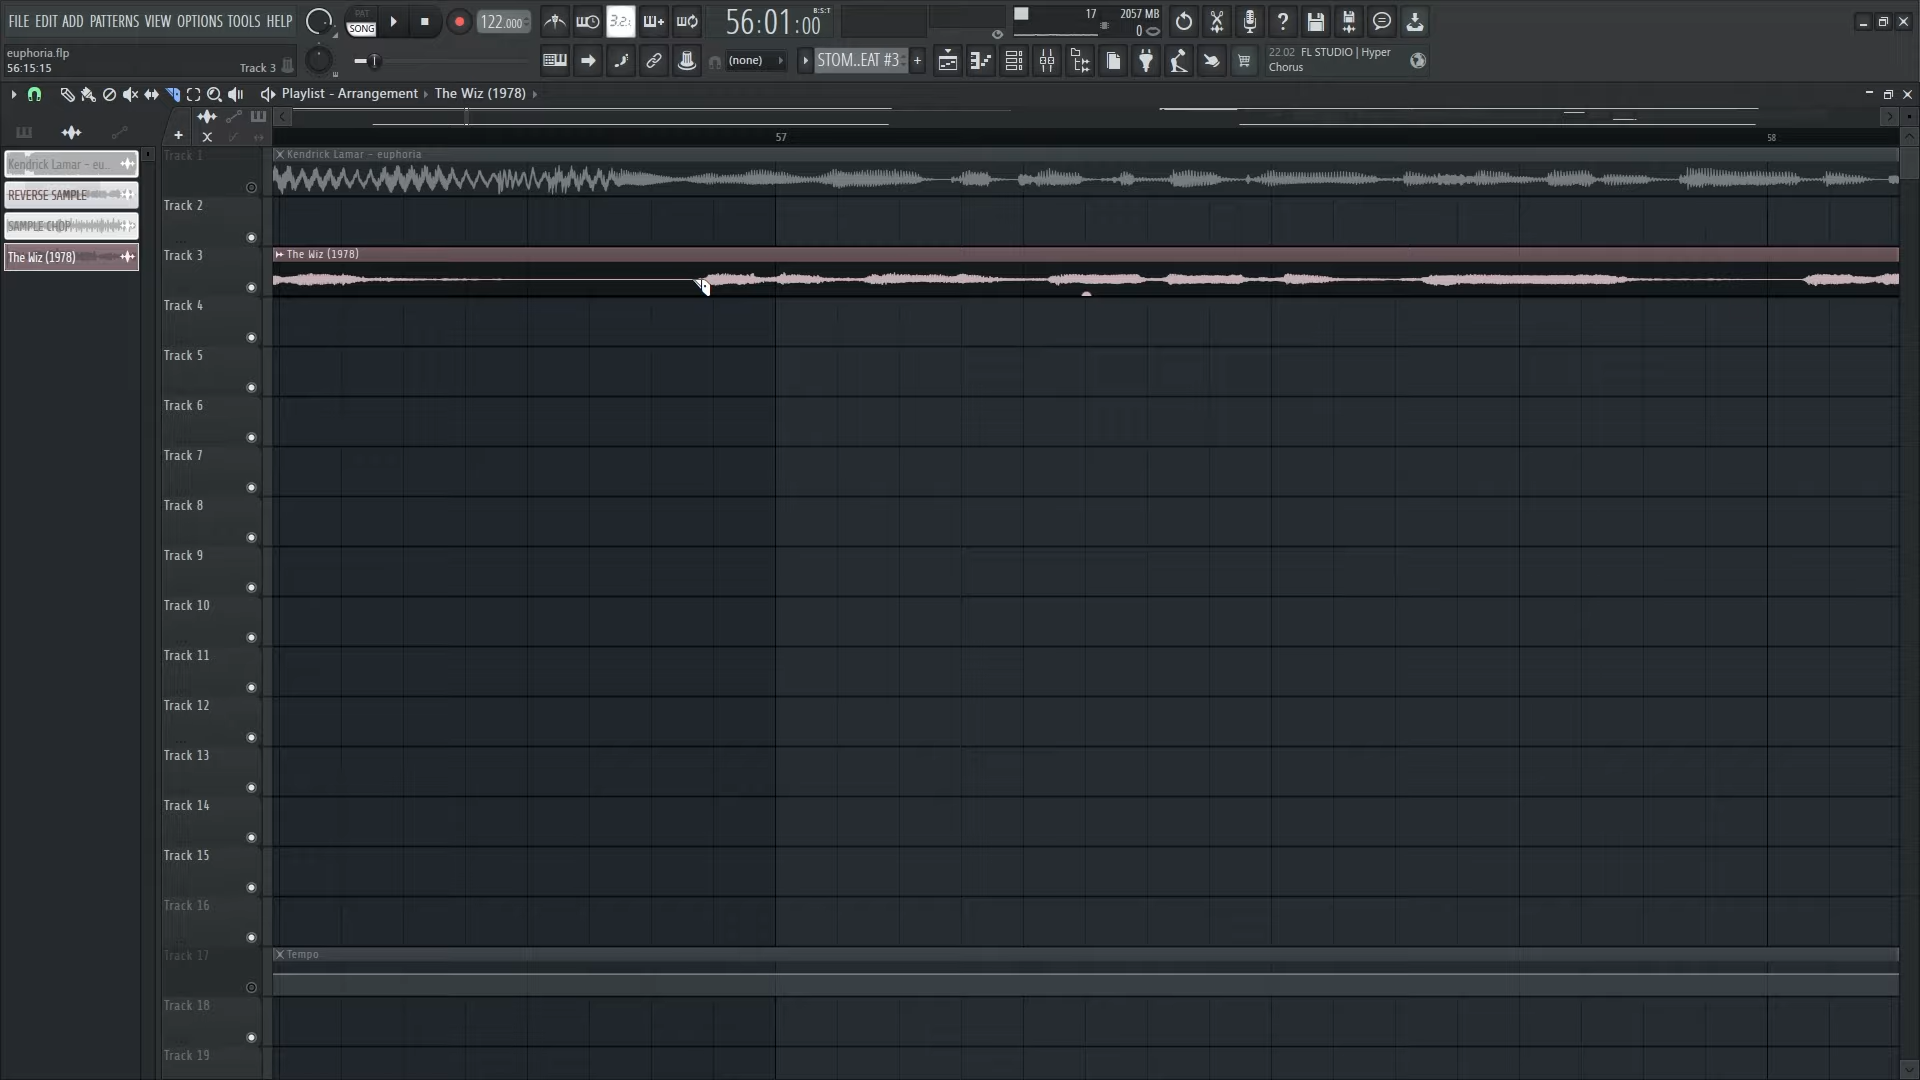 FILE EDIT ADD PATTERNS VIEW OPTIONS TOOLS HELP
PAT
SONG
122.000
3.2.1
56:01:00
B:S:T
17
2057 MB
0
euphoria.flp
56:15:15
Track 3
(none)
STOM..EAT #3
+
22.02 FL STUDIO | Hyper
Chorus
Playlist - Arrangement › The Wiz (1978) ›
57
58
Kendrick Lamar - eu..
REVERSE SAMPLE
SAMPLE CHOP
The Wiz (1978)
Track 1
Kendrick Lamar - euphoria
Track 2
Track 3
The Wiz (1978)
Track 4
Track 5
Track 6
Track 7
Track 8
Track 9
Track 10
Track 11
Track 12
Track 13
Track 14
Track 15
Track 16
Track 17
Tempo
Track 18
Track 19